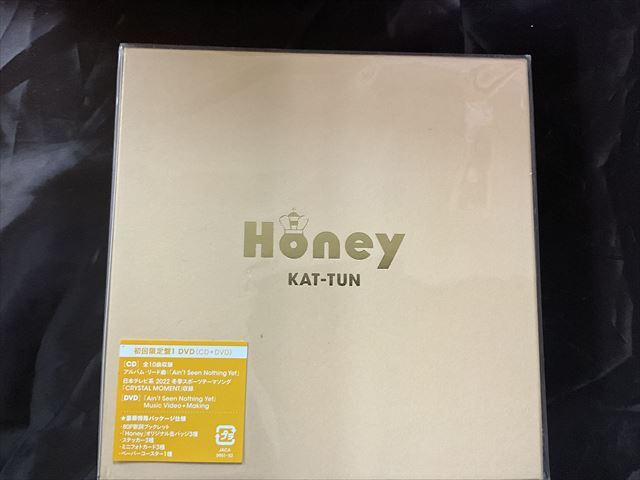 Honey
KAT-TUN
初回限定盤1 DVD(CD+DVD)
[CD] 全10曲収録
アルバム・リード曲:「Ain't Seen Nothing Yet」
日本テレビ系 2022 冬季スポーツテーマソング
「CRYSTAL MOMENT」収録
[DVD] 「Ain't Seen Nothing Yet」
Music Video + Making
★豪華特殊パッケージ仕様
・80P歌詞ブックレット
・「Honey」オリジナル缶バッジ3種
・ステッカー3種
・ミニフォトカード3種
・ペーパーコースター1種
プラ
JACA